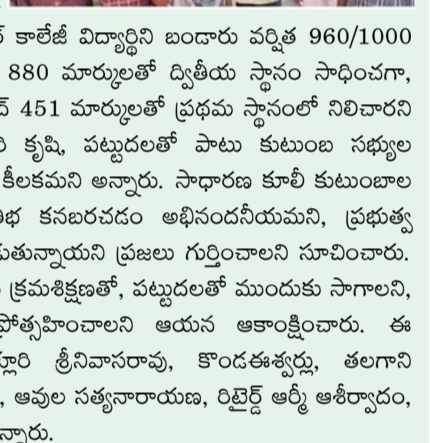 కాలేజీ విద్యార్థిని బండారు వర్షిత 960/1000
880 మార్కులతో ద్వితీయ స్థానం సాధించగా,
451 మార్కులతో ప్రథమ స్థానంలో నిలిచారని
కృషి, పట్టుదలతో పాటు కుటుంబ సభ్యుల
కీలకమని అన్నారు. సాధారణ కూలీ కుటుంబాల
కనబరచడం అభినందనీయమని, ప్రభుత్వ
ప్రజలు గుర్తించాలని సూచించారు.
క్రమశిక్షణతో, పట్టుదలతో ముందుకు సాగాలని,
ప్రోత్సహించాలని ఆయన ఆకాంక్షించారు. ఈ
శ్రీనివాసరావు, కొండఈశ్వర్లు, తలగాని
, ఆవుల సత్యనారాయణ, రిటైర్డ్ ఆర్మీ ఆశీర్వాదం,